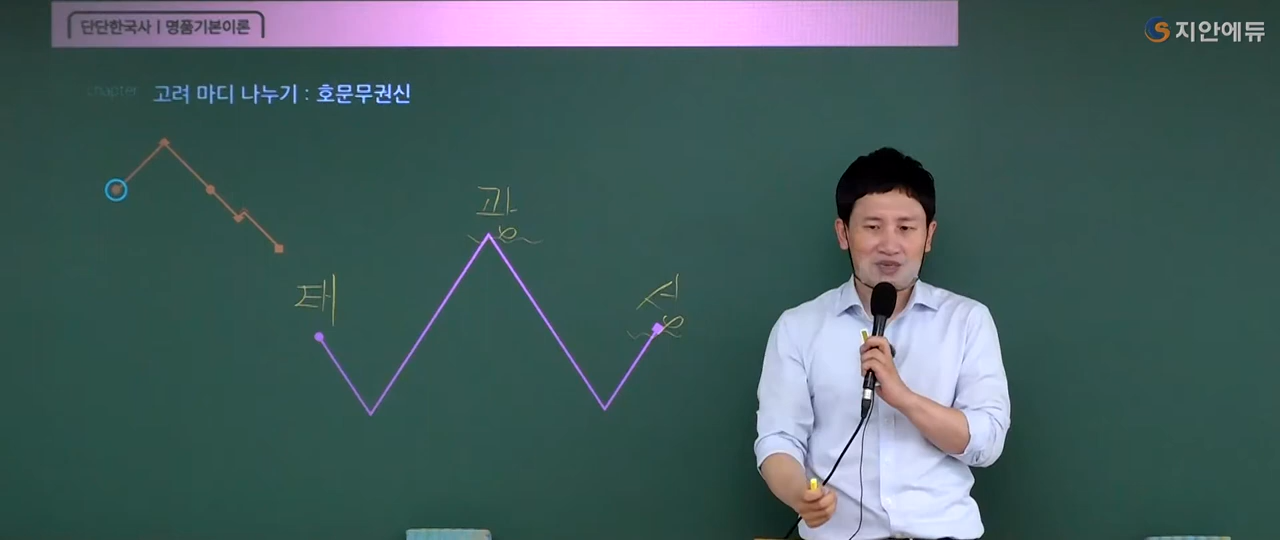 단단한국사 | 명품기본이론
지안에듀
chapter 고려 마디 나누기 : 호문무권신
광
태
성